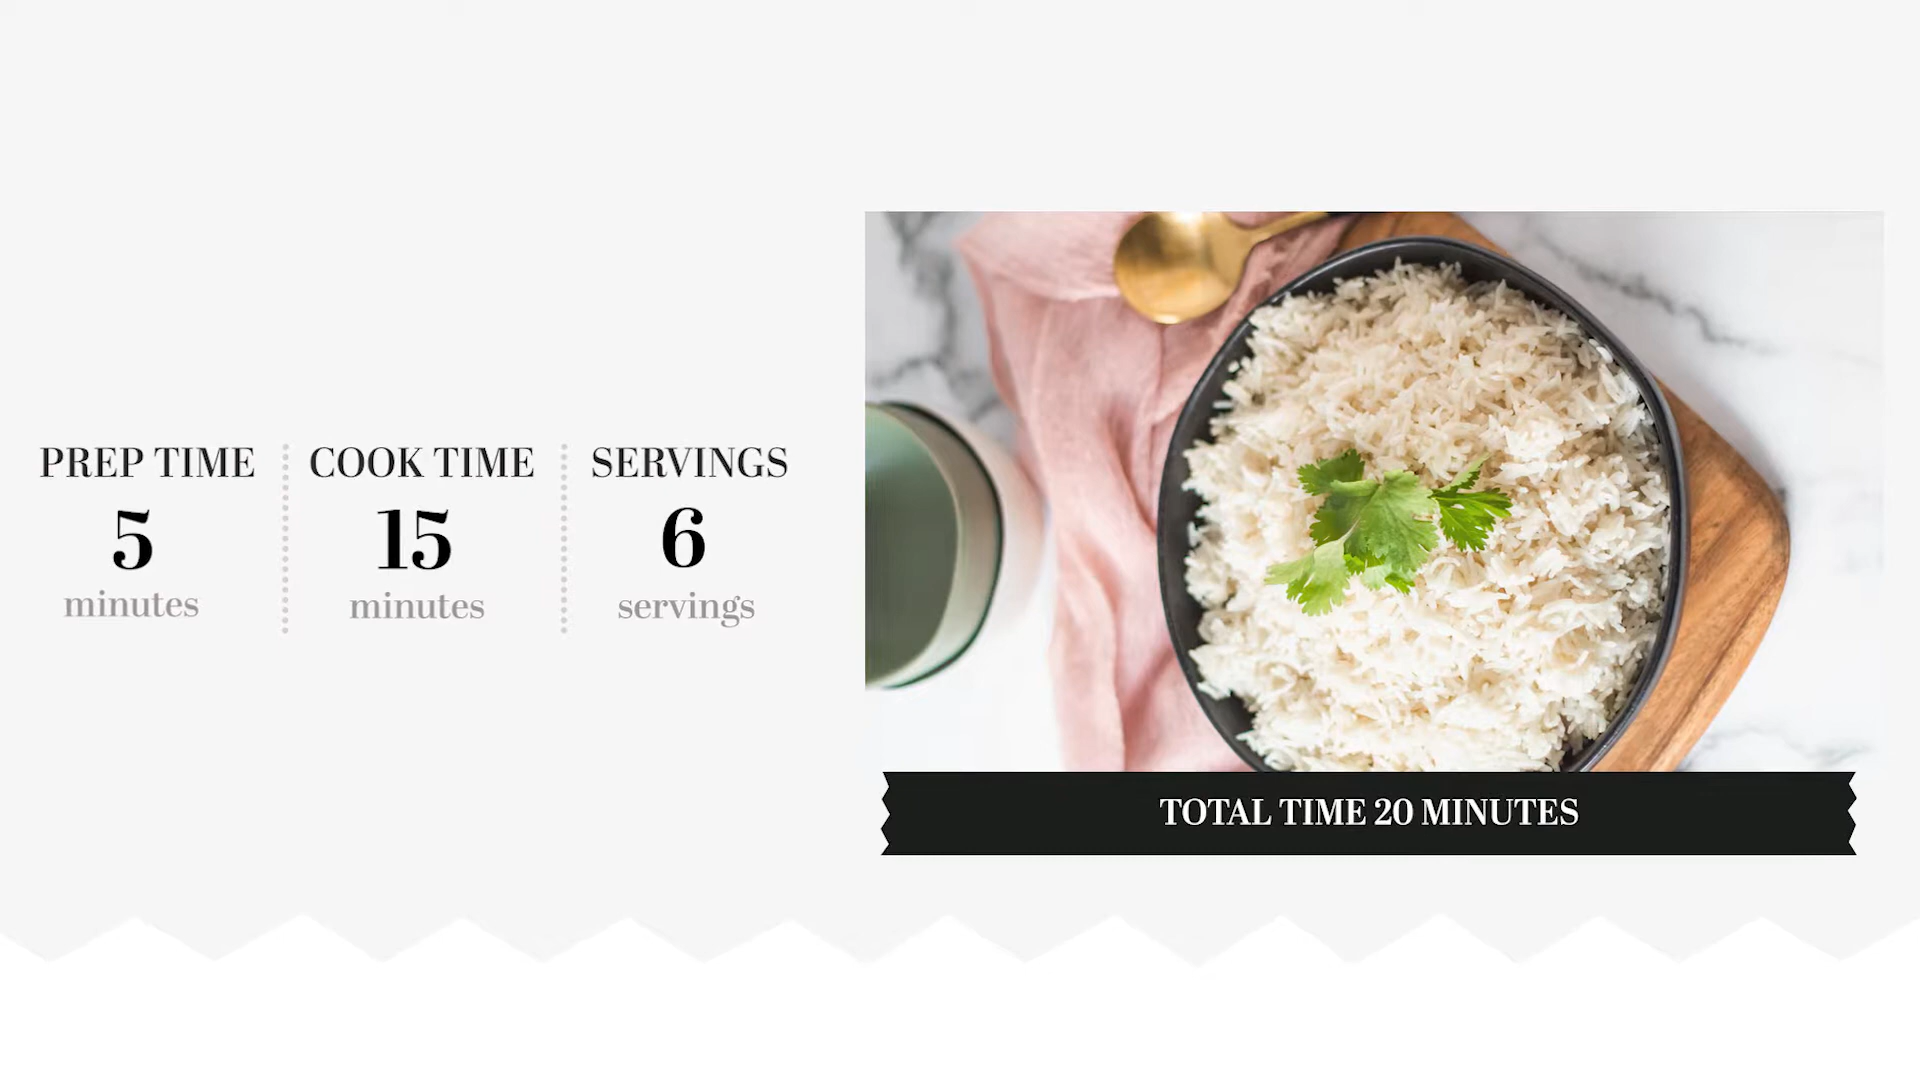 PREP TIME
5
minutes
COOK TIME
15
minutes
SERVINGS
6
servings
TOTAL TIME 20 MINUTES